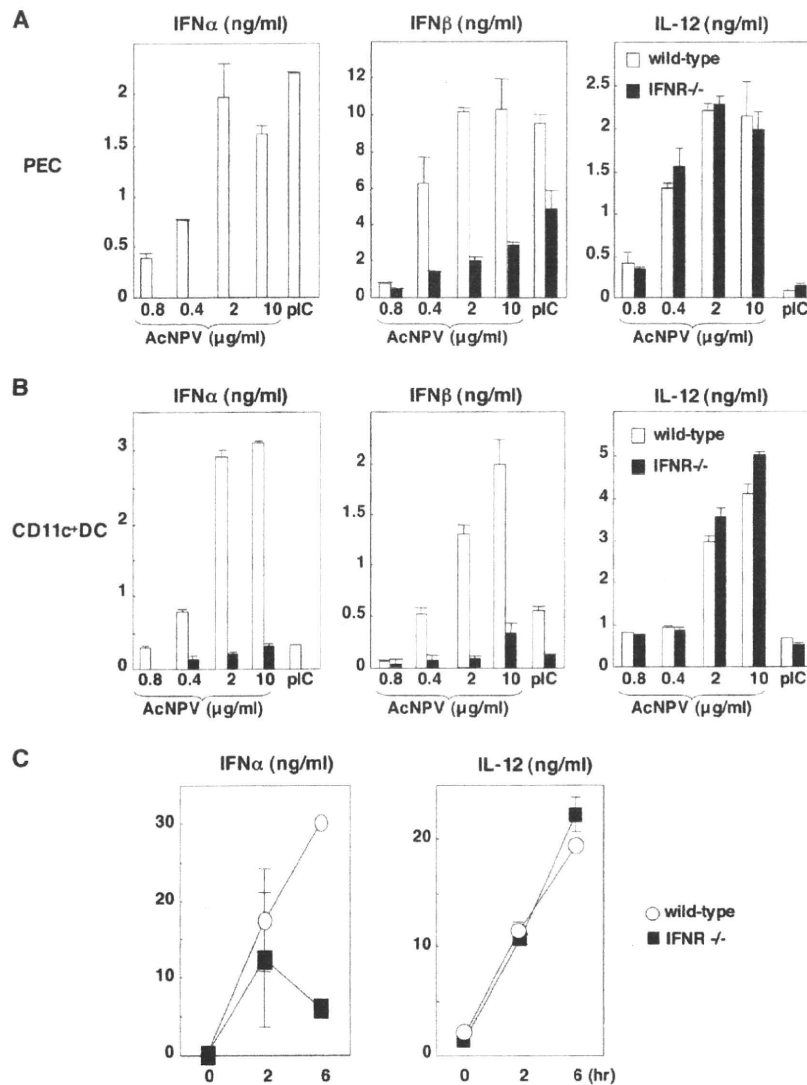 A
IFNα (ng/ml)
IFNβ (ng/ml)
IL-12 (ng/ml)
PEC
2
1.5
1
0.5
0
12
10
8
6
4
2
0
2.5
2
1.5
1
0.5
0
wild-type
IFNR-/-
0.8 0.4 2 10 pIC
AcNPV (µg/ml)
0.8 0.4 2 10 pIC
AcNPV (µg/ml)
0.8 0.4 2 10 pIC
AcNPV (µg/ml)
B
IFNα (ng/ml)
IFNβ (ng/ml)
IL-12 (ng/ml)
CD11c+DC
3
2
1
0
2
1.5
1
0.5
0
5
4
3
2
1
0
wild-type
IFNR-/-
0.8 0.4 2 10 pIC
AcNPV (µg/ml)
0.8 0.4 2 10 pIC
AcNPV (µg/ml)
0.8 0.4 2 10 pIC
AcNPV (µg/ml)
C
IFNα (ng/ml)
IL-12 (ng/ml)
30
20
10
0
20
10
0
wild-type
IFNR -/-
0 2 6
0 2 6 (hr)